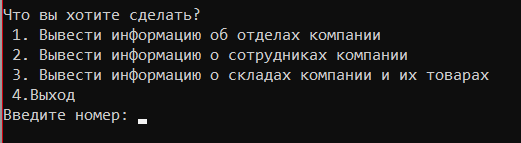 Что вы хотите сделать?
1. Вывести информацию об отделах компании
2. Вывести информацию о сотрудниках компании
3. Вывести информацию о складах компании и их товарах
4.Выход
Введите номер: